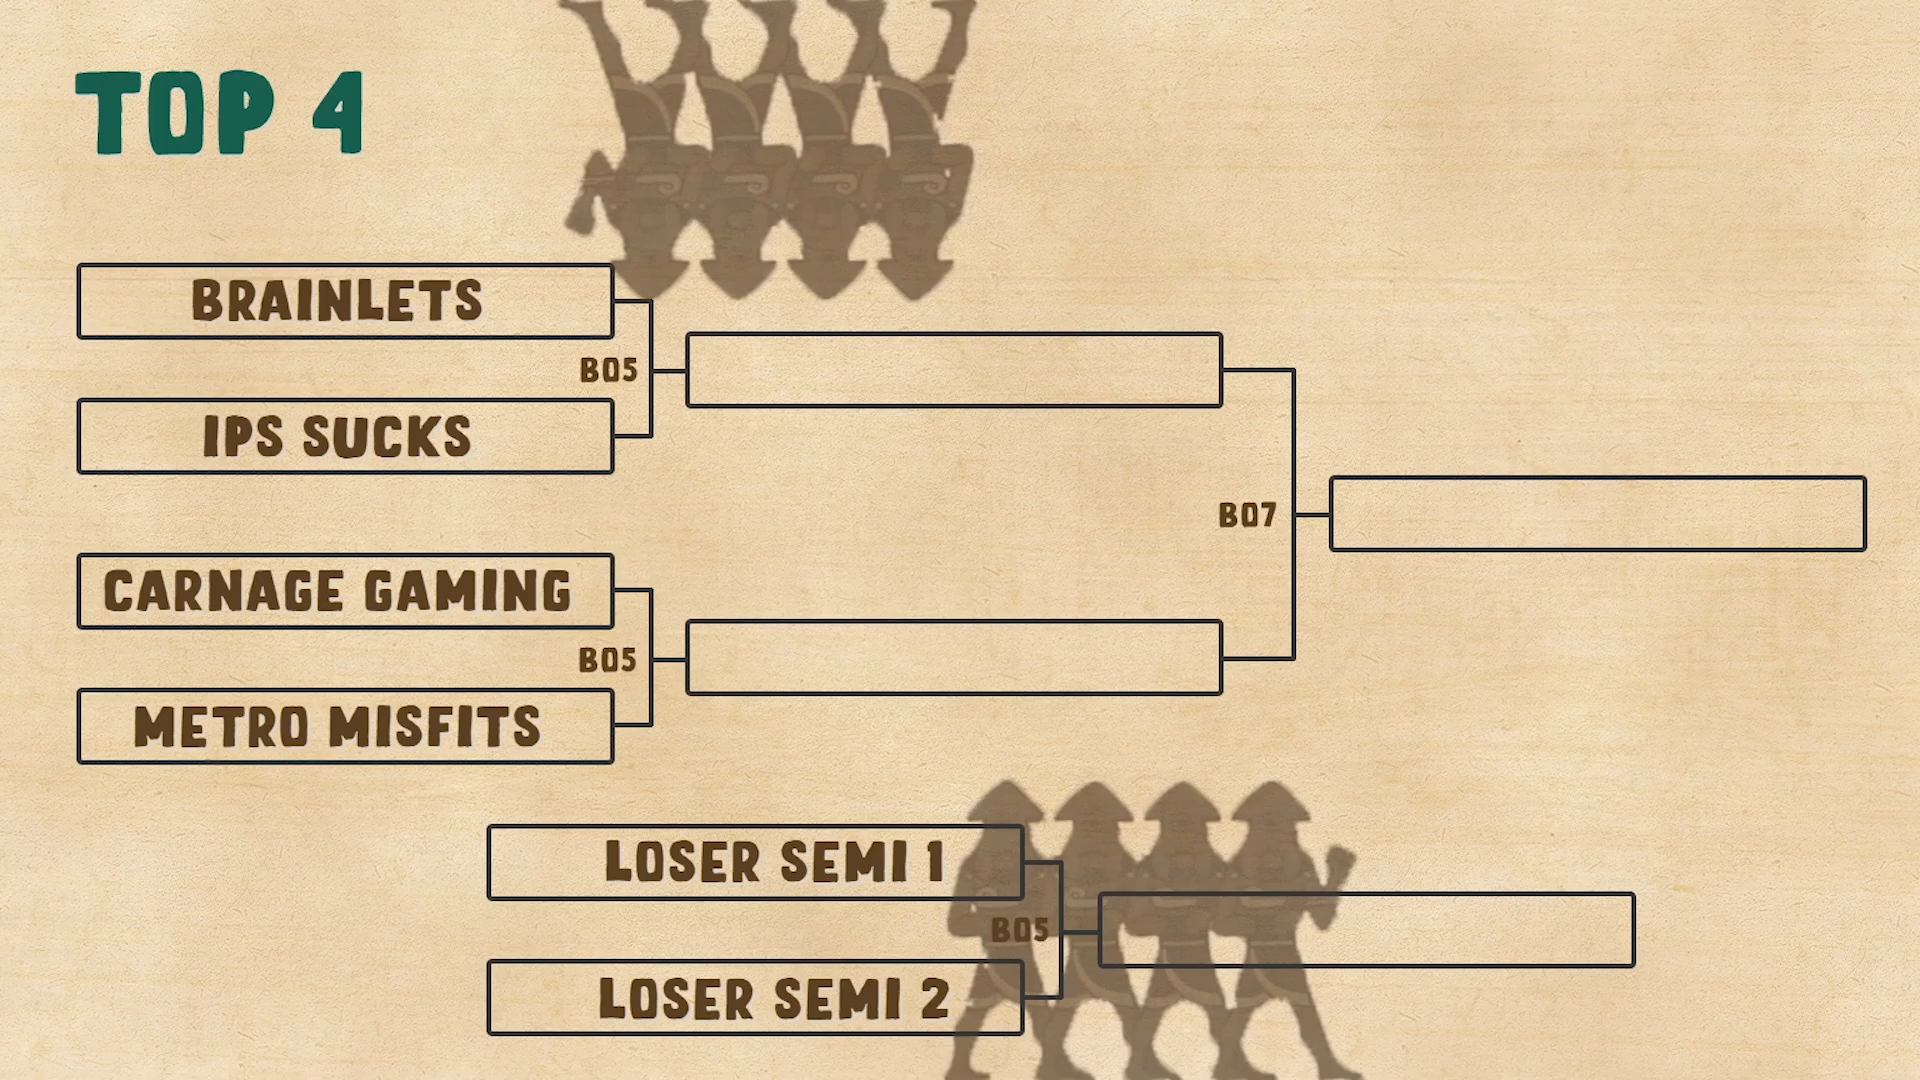 TOP 4
BRAINLETS
BO5
IPS SUCKS
CARNAGE GAMING
BO5
METRO MISFITS
BO7
LOSER SEMI 1
BO5
LOSER SEMI 2